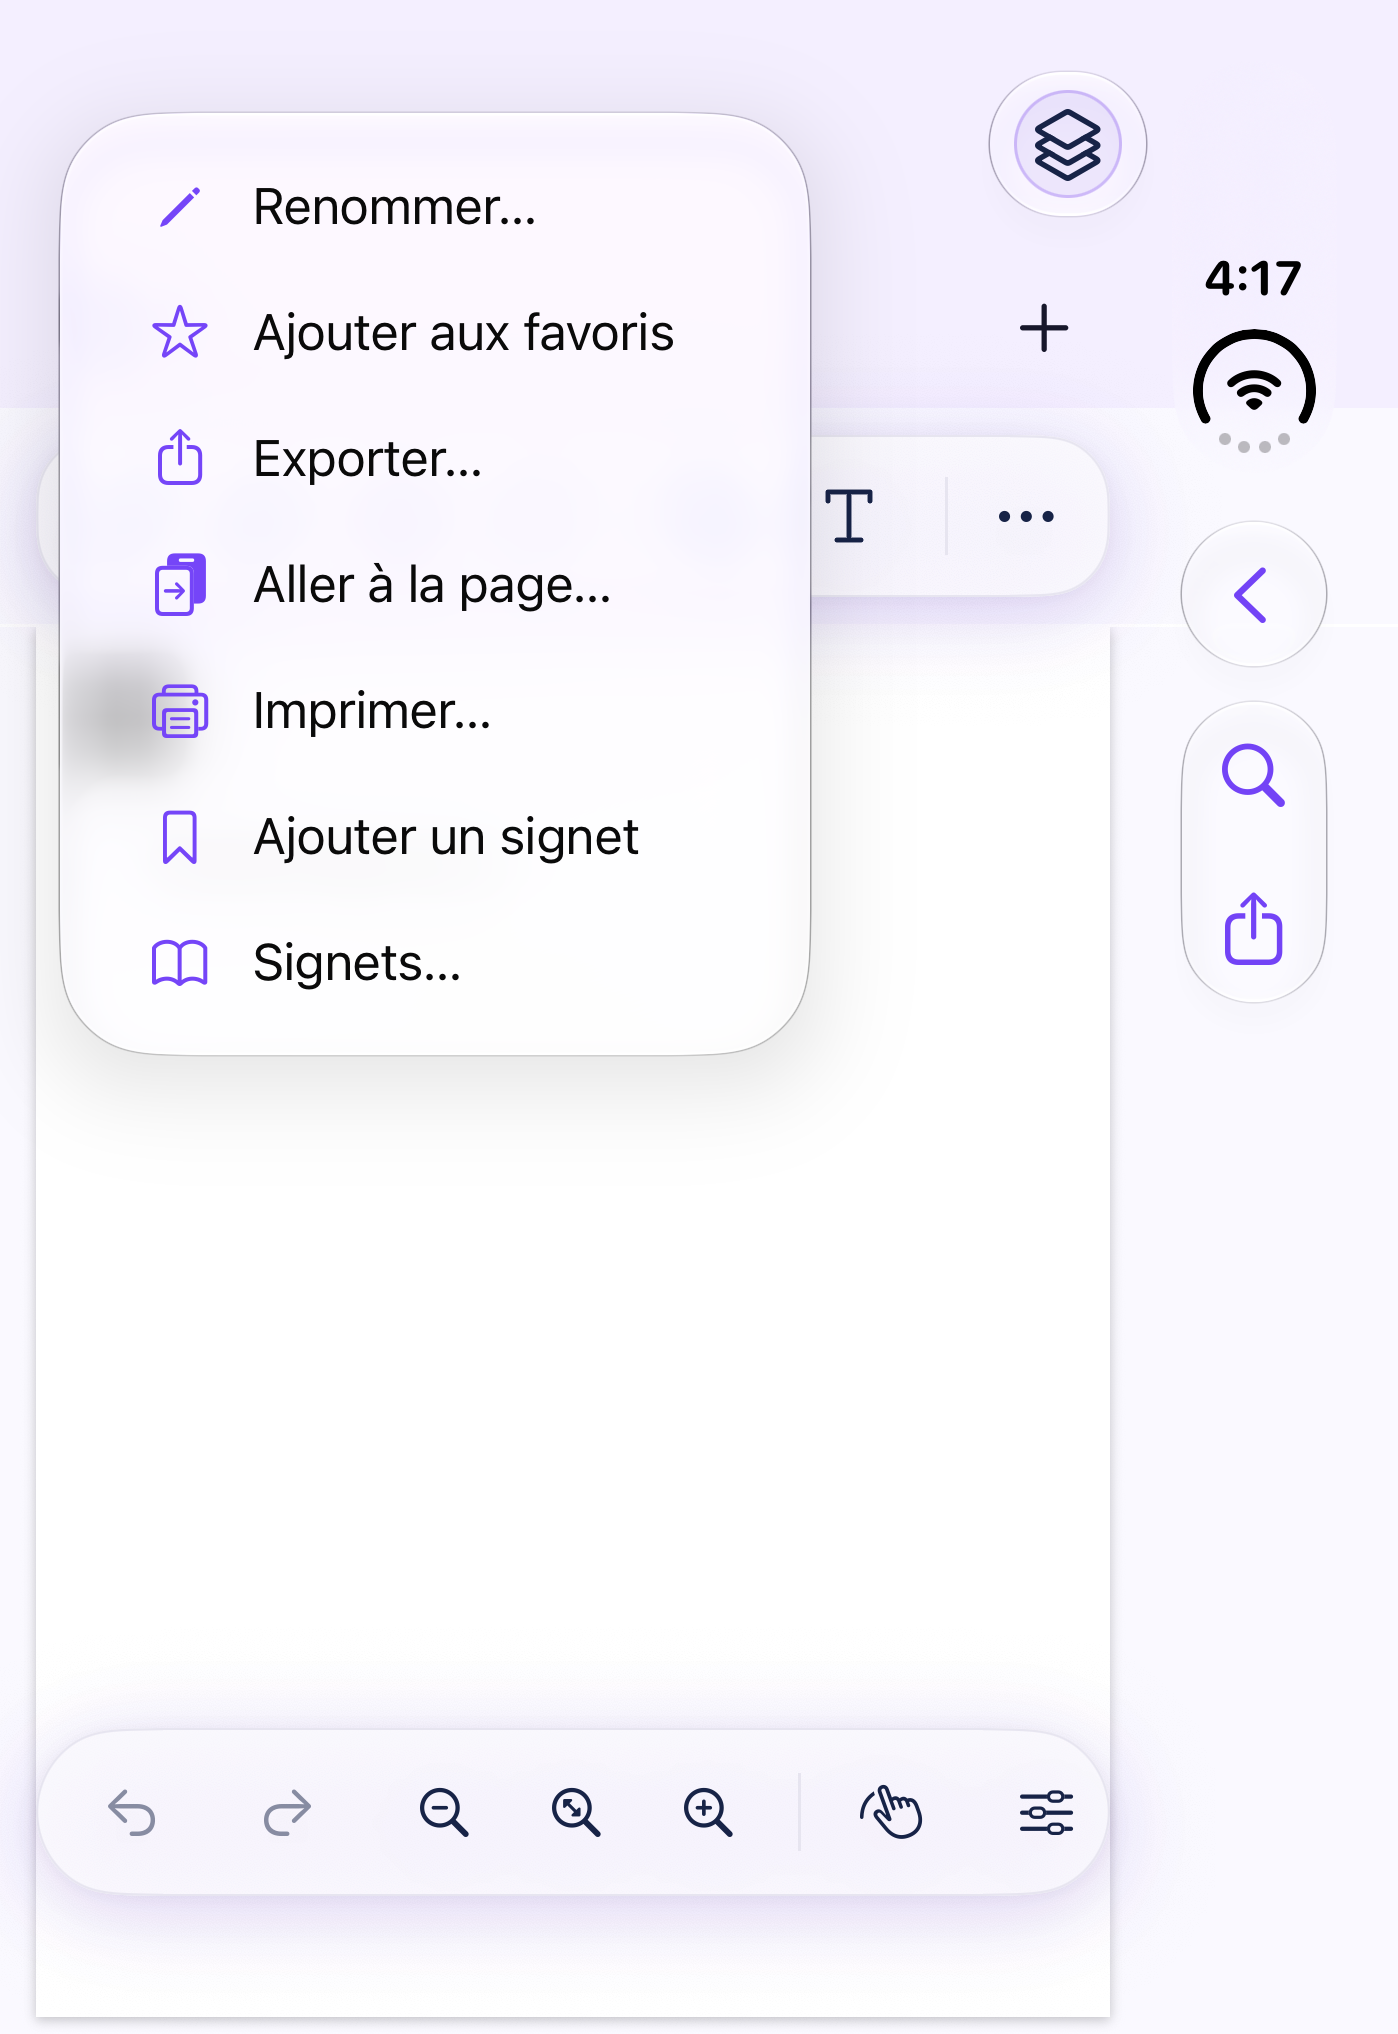 Renommer...
Ajouter aux favoris
4:17
Exporter...
Aller à la page...
Imprimer...
Ajouter un signet
Signets...